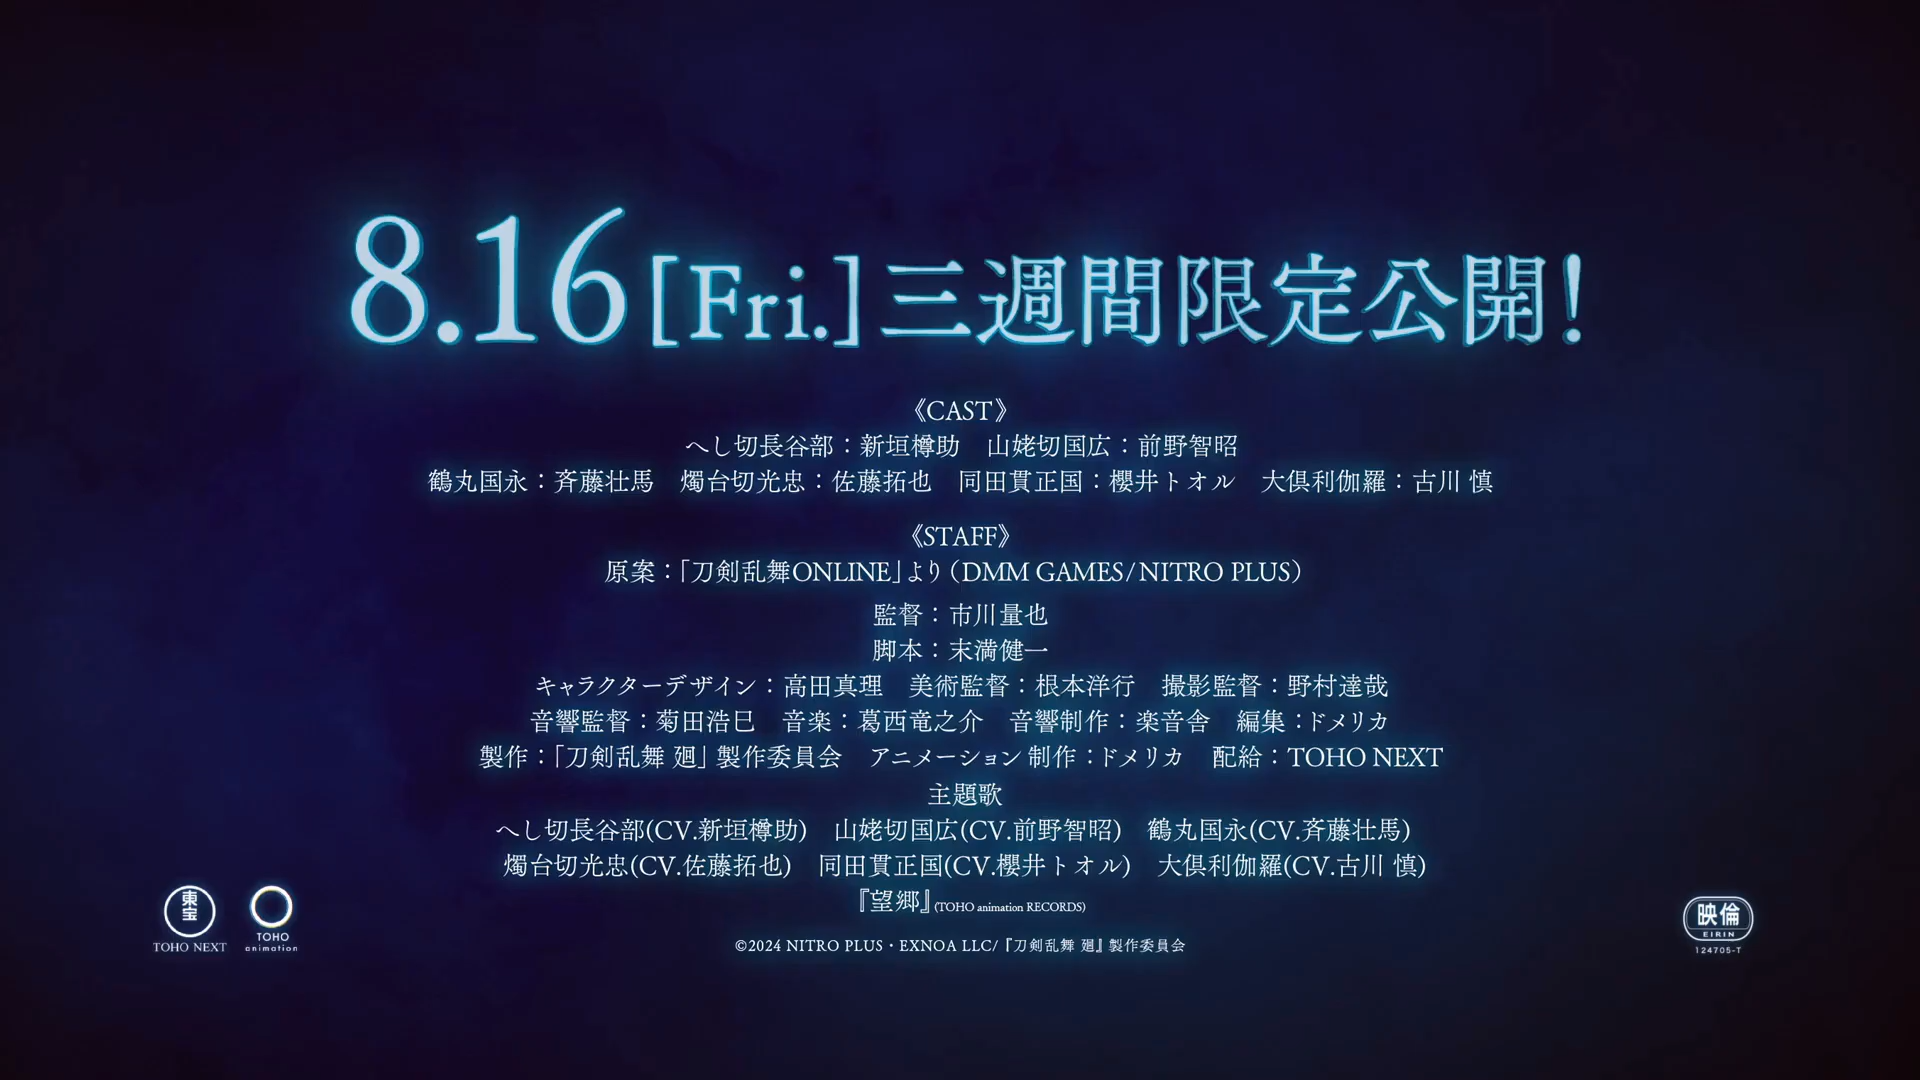 8.16[Fri.]三週間限定公開！
《CAST》
へし切長谷部：新垣樽助　山姥切国広：前野智昭
鶴丸国永：斉藤壮馬　燭台切光忠：佐藤拓也　同田貫正国：櫻井トオル　大倶利伽羅：古川 慎
《STAFF》
原案：「刀剣乱舞ONLINE」より（DMM GAMES/NITRO PLUS）
監督：市川量也
脚本：末満健一
キャラクターデザイン：高田真理　美術監督：根本洋行　撮影監督：野村達哉
音響監督：菊田浩巳　音楽：葛西竜之介　音響制作：楽音舎　編集：ドメリカ
製作：「刀剣乱舞 廻」製作委員会　アニメーション制作：ドメリカ　配給：TOHO NEXT
主題歌
へし切長谷部(CV.新垣樽助)　山姥切国広(CV.前野智昭)　鶴丸国永(CV.斉藤壮馬)
燭台切光忠(CV.佐藤拓也)　同田貫正国(CV.櫻井トオル)　大倶利伽羅(CV.古川 慎)
『望郷』(TOHO animation RECORDS)
©2024 NITRO PLUS・EXNOA LLC/『刀剣乱舞 廻』製作委員会
東宝
TOHO NEXT
TOHO
animation
映倫
EIRIN
124705-T